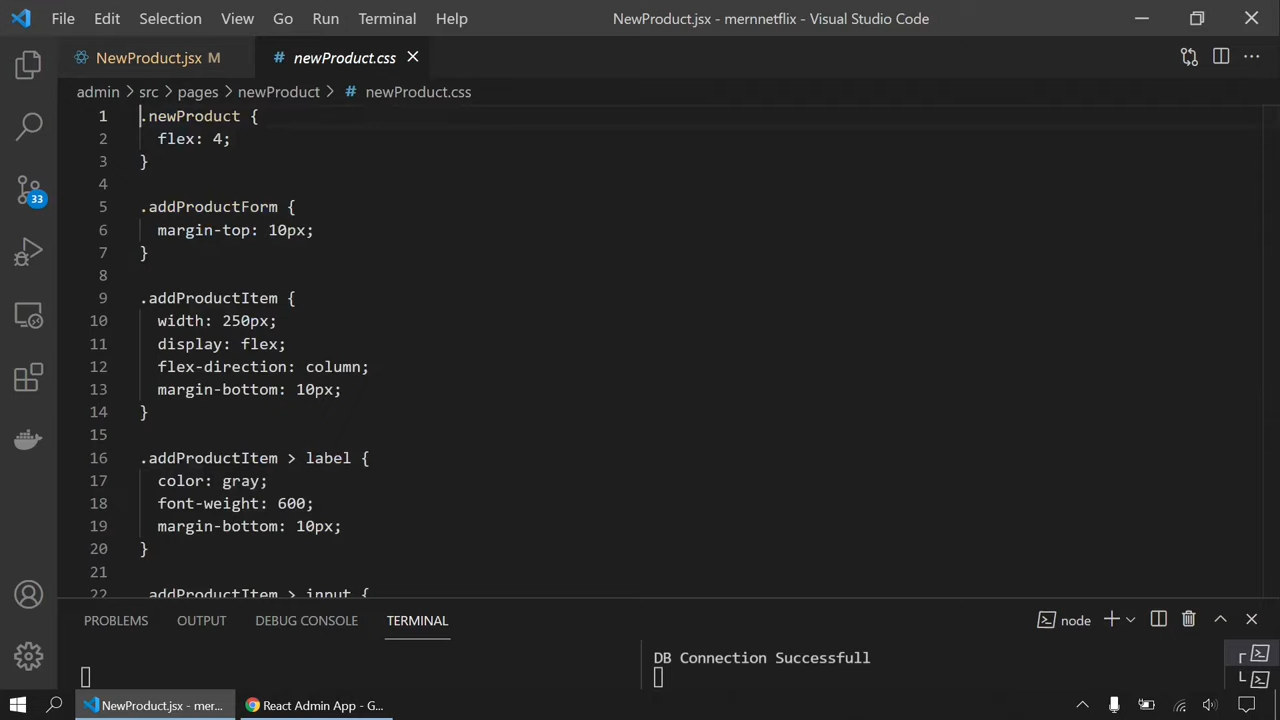 File Edit Selection View Go Run Terminal Help NewProduct.jsx - mernnetflix - Visual Studio Code
NewProduct.jsx M # newProduct.css
admin > src > pages > newProduct > # newProduct.css
1 .newProduct {
2 flex: 4;
3 }
4
5 .addProductForm {
6 margin-top: 10px;
7 }
8
9 .addProductItem {
10 width: 250px;
11 display: flex;
12 flex-direction: column;
13 margin-bottom: 10px;
14 }
15
16 .addProductItem > label {
17 color: gray;
18 font-weight: 600;
19 margin-bottom: 10px;
20 }
21
22 .addProductItem > input {
33
PROBLEMS OUTPUT DEBUG CONSOLE TERMINAL node
DB Connection Successfull
NewProduct.jsx - mer... React Admin App - G...